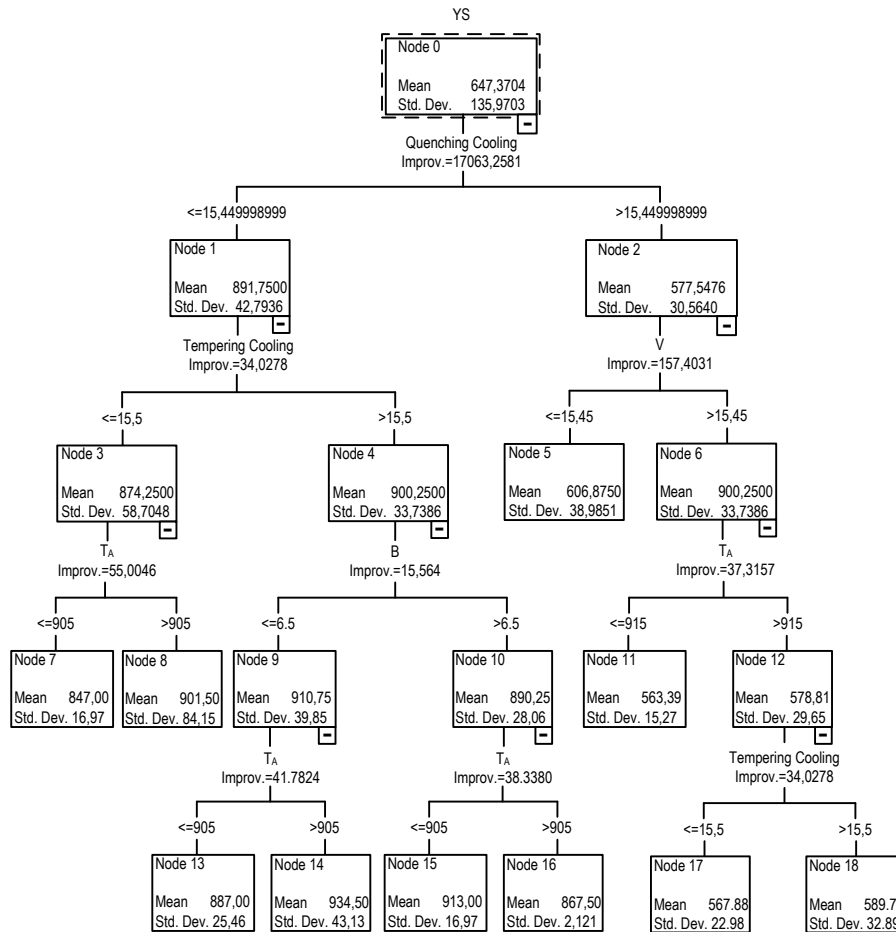 YS
Node 0
Mean 647,3704
Std. Dev. 135,9703
Quenching Cooling
Improv.=17063,2581
<=15,449998999
>15,449998999
Node 1
Mean 891,7500
Std. Dev. 42,7936
Node 2
Mean 577,5476
Std. Dev. 30,5640
Tempering Cooling
Improv.=34,0278
V
Improv.=157,4031
<=15,5
>15,5
<=15,45
>15,45
Node 3
Mean 874,2500
Std. Dev. 58,7048
Node 4
Mean 900,2500
Std. Dev. 33,7386
Node 5
Mean 606,8750
Std. Dev. 38,9851
Node 6
Mean 900,2500
Std. Dev. 33,7386
TA
Improv.=55,0046
B
Improv.=15,564
TA
Improv.=37,3157
<=905
>905
<=6.5
>6.5
<=915
>915
Node 7
Mean 847,00
Std. Dev. 16,97
Node 8
Mean 901,50
Std. Dev. 84,15
Node 9
Mean 910,75
Std. Dev. 39,85
Node 10
Mean 890,25
Std. Dev. 28,06
Node 11
Mean 563,39
Std. Dev. 15,27
Node 12
Mean 578,81
Std. Dev. 29,65
TA
Improv.=41.7824
TA
Improv.=38.3380
Tempering Cooling
Improv.=34,0278
<=905
>905
<=905
>905
<=15,5
>15,5
Node 13
Mean 887,00
Std. Dev. 25,46
Node 14
Mean 934,50
Std. Dev. 43,13
Node 15
Mean 913,00
Std. Dev. 16,97
Node 16
Mean 867,50
Std. Dev. 2,121
Node 17
Mean 567.88
Std. Dev. 22.98
Node 18
Mean 589.7
Std. Dev. 32.89